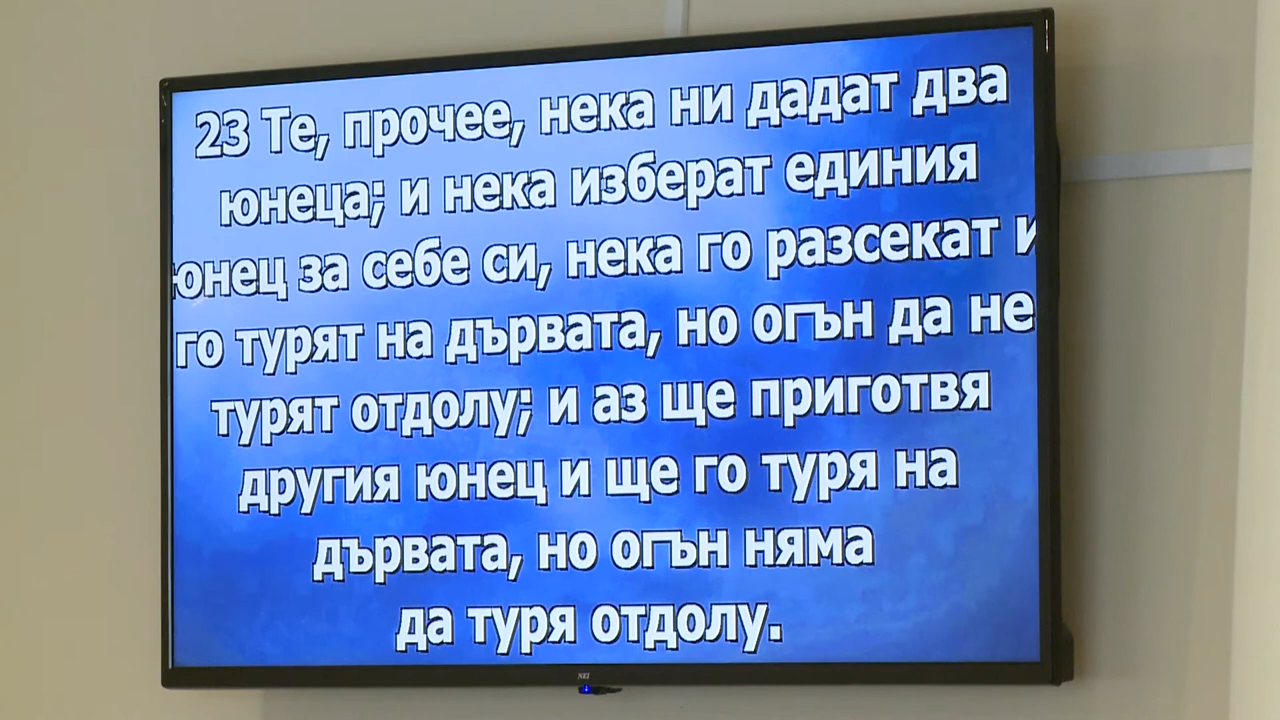 23 Те, прочее, нека ни дадат два
юнеца; и нека изберат единия
юнец за себе си, нека го разсекат и
го турят на дървата, но огън да не
турят отдолу; и аз ще приготвя
другия юнец и ще го туря на
дървата, но огън няма
да туря отдолу.
NEI